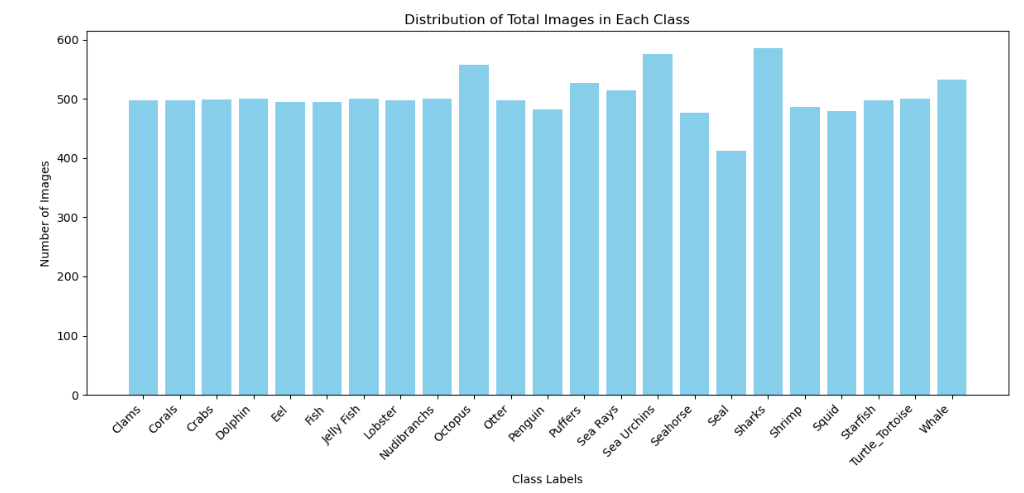 Distribution of Total Images in Each Class
Number of Images
600
500
400
300
200
100
0
Clams
Corals
Crabs
Dolphin
Eel
Fish
Jelly Fish
Lobster
Nudibranchs
Octopus
Otter
Penguin
Puffers
Sea Rays
Sea Urchins
Seahorse
Seal
Sharks
Shrimp
Squid
Starfish
Turtle_Tortoise
Whale
Class Labels